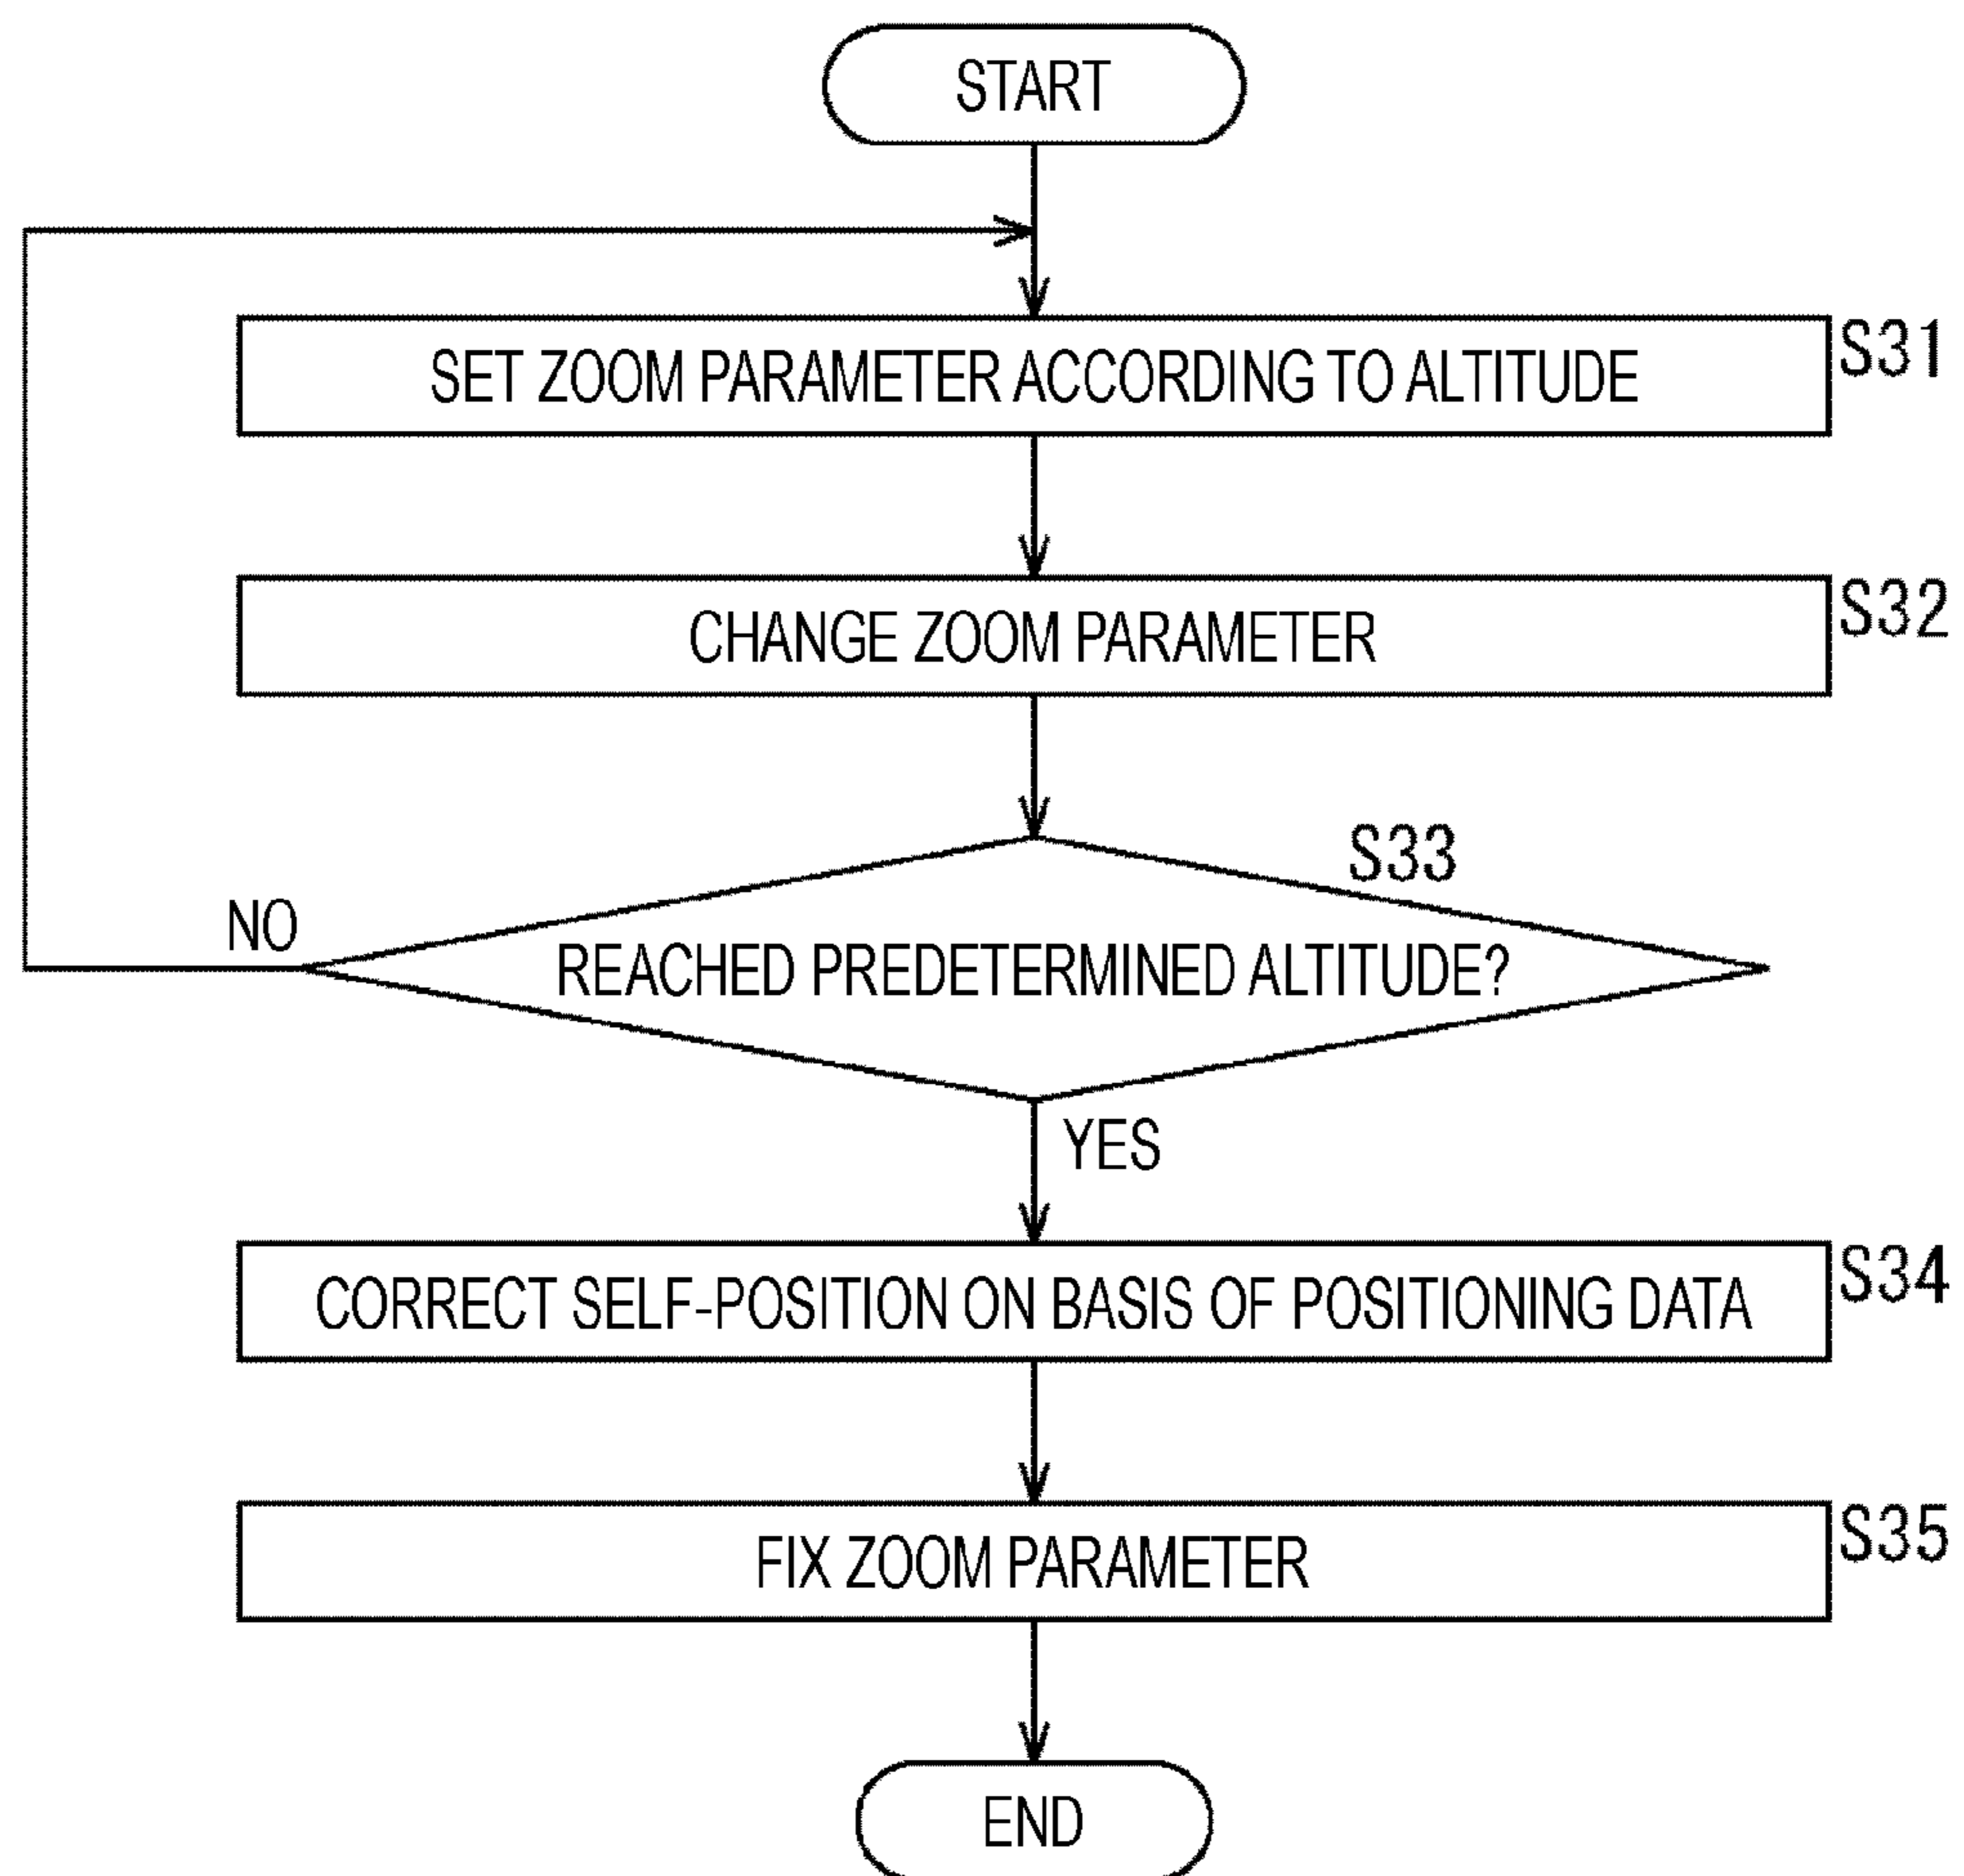 START
SET ZOOM PARAMETER ACCORDING TO ALTITUDE
S31
CHANGE ZOOM PARAMETER
S32
S33
NO
REACHED PREDETERMINED ALTITUDE?
YES
CORRECT SELF-POSITION ON BASIS OF POSITIONING DATA
S34
FIX ZOOM PARAMETER
S35
END